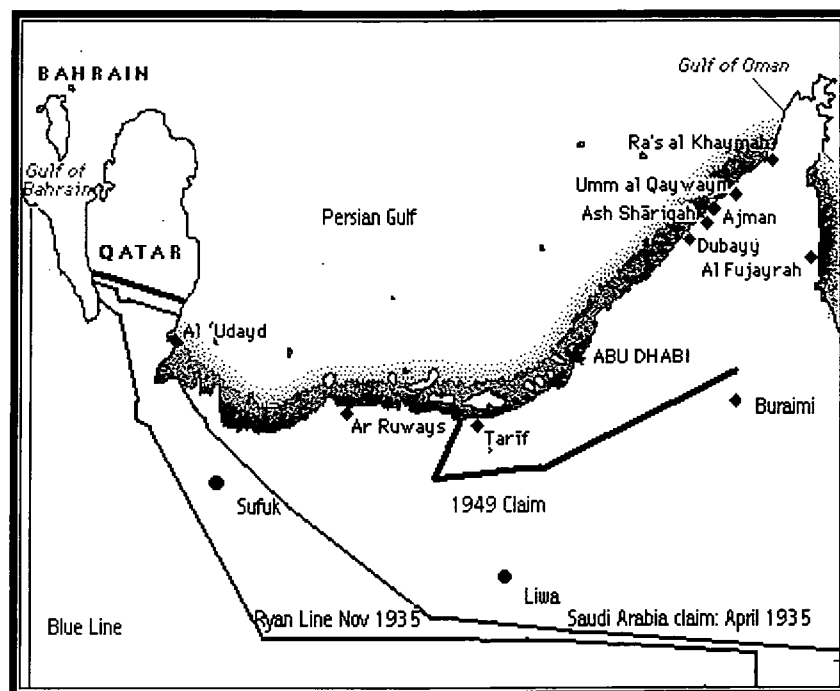 BAHRAIN
Gulf of Oman
Ra's al Khaymah
Gulf of
Bahrain
Umm al Qaywayn
Persian Gulf
Ash Shāriqah
Ajman
QATAR
Dubayy
Al Fujayrah
Al 'Udayd
ABU DHABI
Buraimi
Ar Ruways
Ṭarīf
Sufuk
1949 Claim
Liwa
Ryan Line Nov 1935
Saudi Arabia claim: April 1935
Blue Line